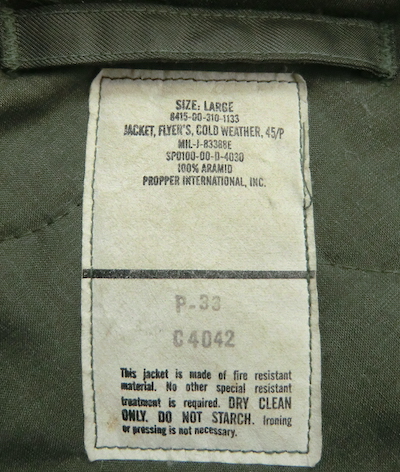 SIZE: LARGE
8415-00-310-1133
JACKET, FLYER'S, COLD WEATHER, 45/P
MIL-J-83388E
SP0100-00-D-4030
100% ARAMID
PROPPER INTERNATIONAL, INC.
P-33
C4042
This jacket is made of fire resistant
material. No other special resistant
treatment is required. DRY CLEAN
ONLY. DO NOT STARCH. Ironing
or pressing is not necessary.